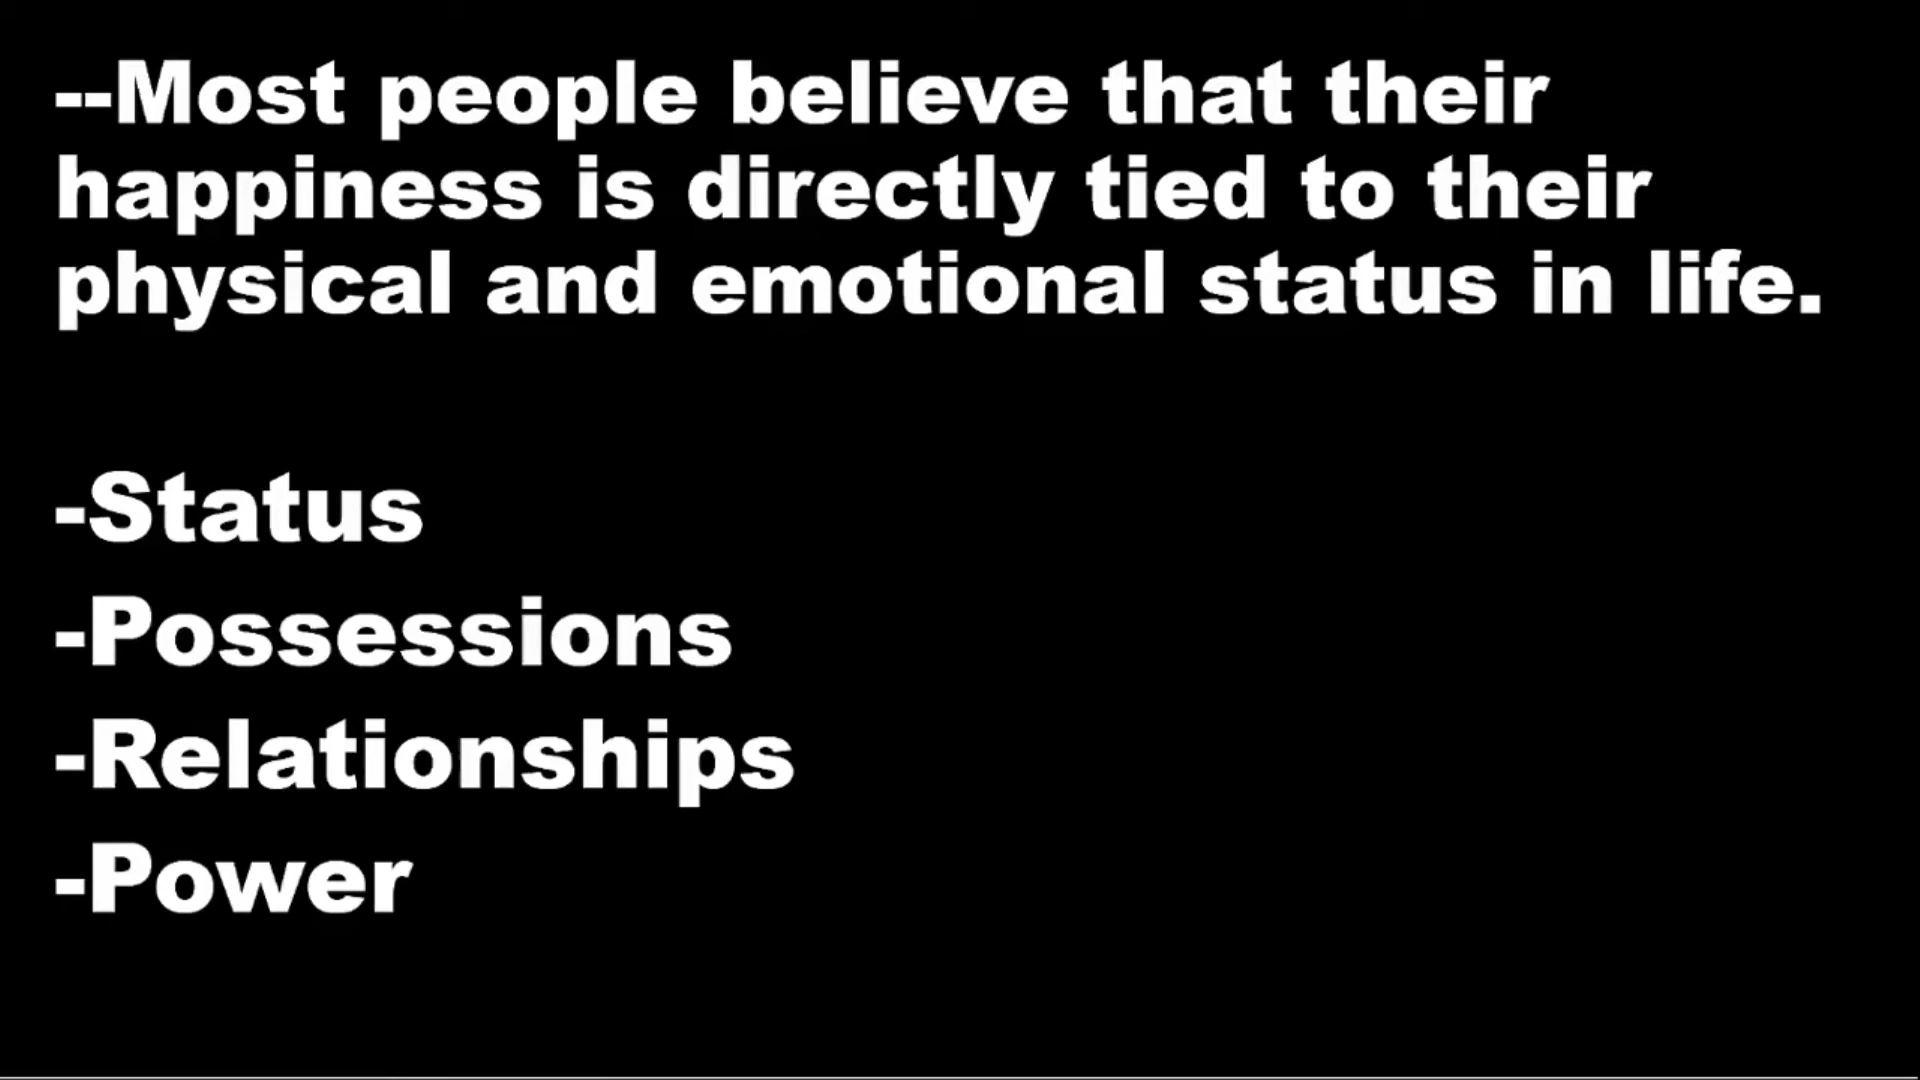 --Most people believe that their
happiness is directly tied to their
physical and emotional status in life.
-Status
-Possessions
-Relationships
-Power